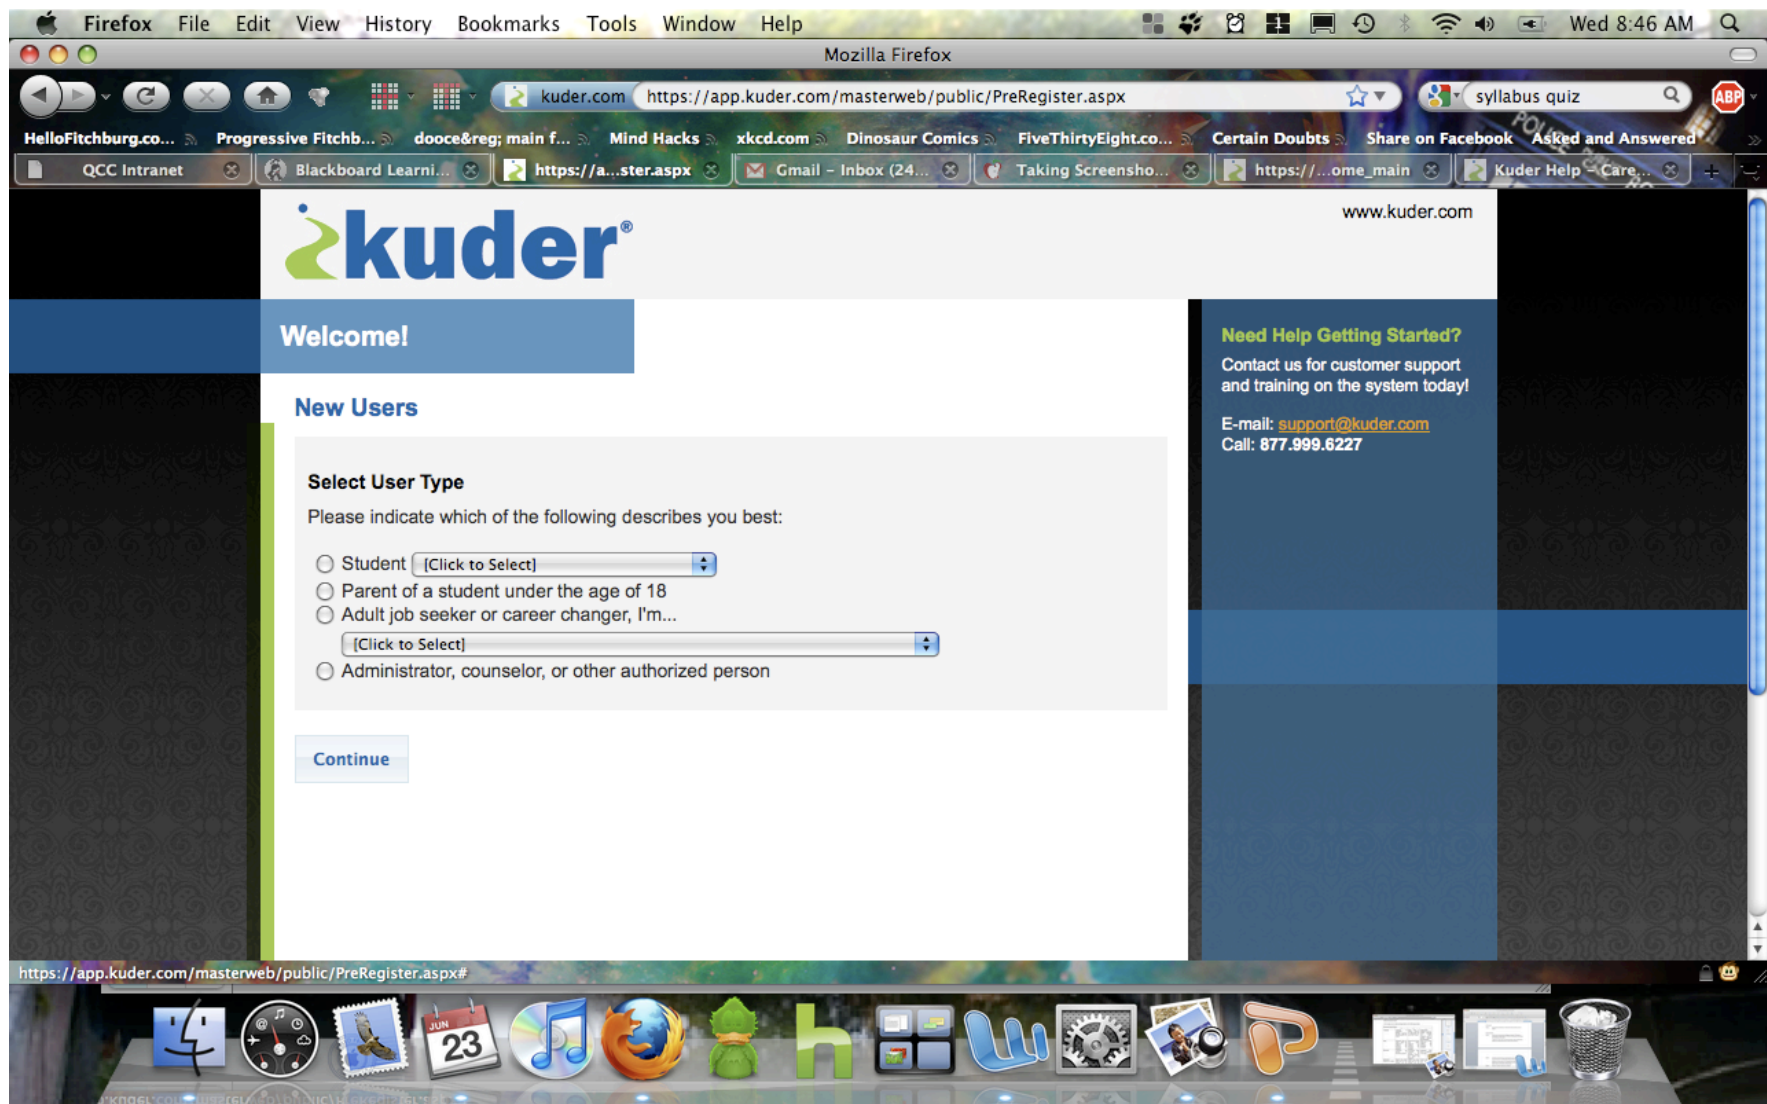 Firefox File Edit View History Bookmarks Tools Window Help Wed 8:46 AM
Mozilla Firefox
kuder.com https://app.kuder.com/masterweb/public/PreRegister.aspx syllabus quiz ABP
HelloFitchburg.co... Progressive Fitchb... dooce&reg; main f... Mind Hacks xkcd.com Dinosaur Comics FiveThirtyEight.co... Certain Doubts Share on Facebook Asked and Answered
QCC Intranet Blackboard Learni... https://a...ster.aspx Gmail – Inbox (24... Taking Screensho... https://...ome_main Kuder Help – Care...
kuder®
www.kuder.com
Welcome!
New Users
Select User Type
Please indicate which of the following describes you best:
Student [Click to Select]
Parent of a student under the age of 18
Adult job seeker or career changer, I'm...
[Click to Select]
Administrator, counselor, or other authorized person
Continue
Need Help Getting Started?
Contact us for customer support
and training on the system today!
E-mail: support@kuder.com
Call: 877.999.6227
https://app.kuder.com/masterweb/public/PreRegister.aspx#
JUN
23
h